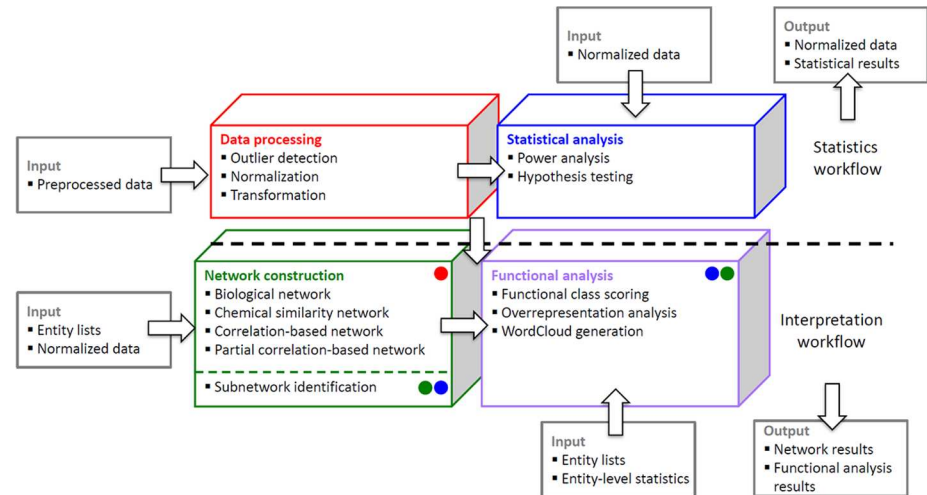 Input
▪ Normalized data
Output
▪ Normalized data
▪ Statistical results
Input
▪ Preprocessed data
Data processing
▪ Outlier detection
▪ Normalization
▪ Transformation
Statistical analysis
▪ Power analysis
▪ Hypothesis testing
Statistics
workflow
Input
▪ Entity lists
▪ Normalized data
Network construction
▪ Biological network
▪ Chemical similarity network
▪ Correlation-based network
▪ Partial correlation-based network
▪ Subnetwork identification
Functional analysis
▪ Functional class scoring
▪ Overrepresentation analysis
▪ WordCloud generation
Interpretation
workflow
Input
▪ Entity lists
▪ Entity-level statistics
Output
▪ Network results
▪ Functional analysis
results